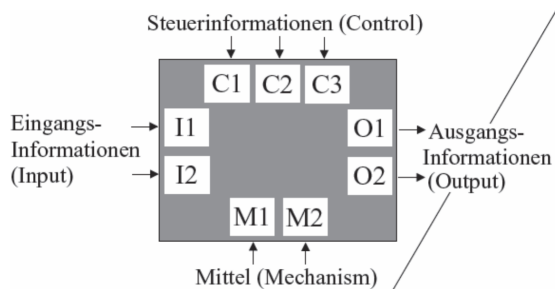 Steuerinformationen (Control)
C1 C2 C3
Eingangs-
Informationen
(Input)
I1
I2
O1
O2
Ausgangs-
Informationen
(Output)
M1 M2
Mittel (Mechanism)